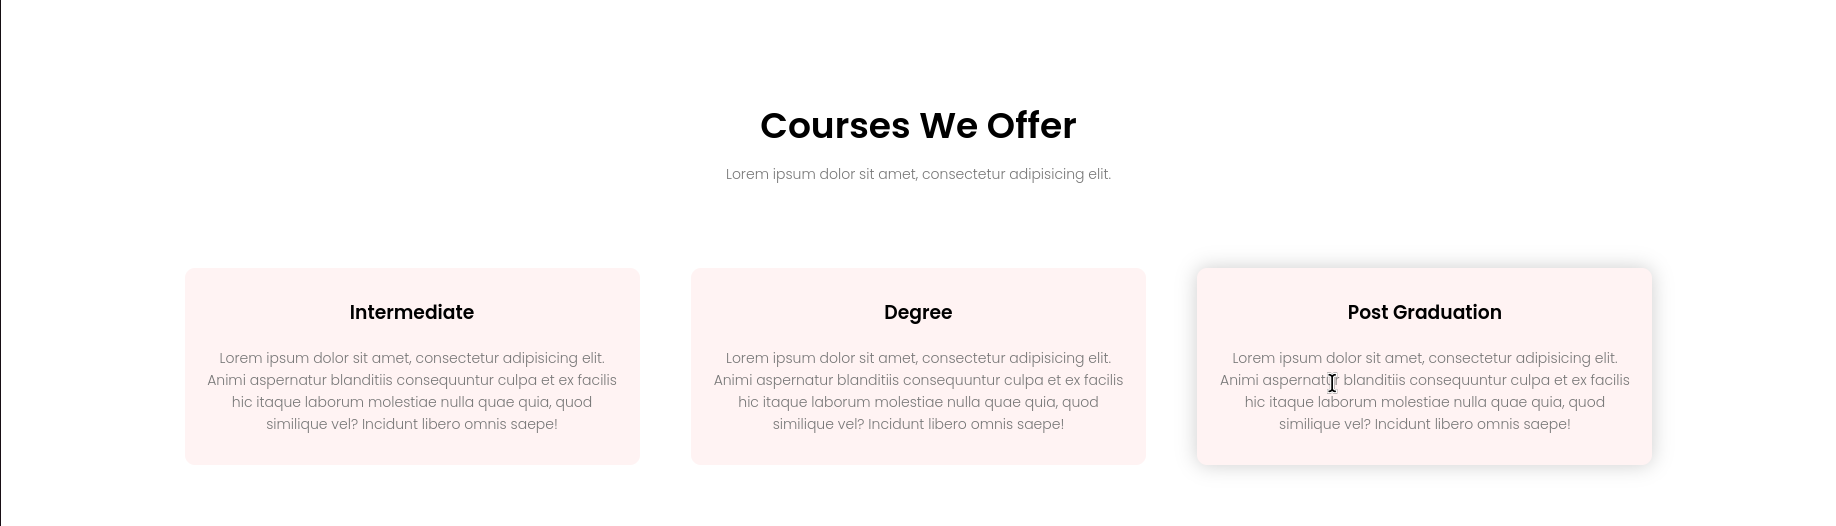 Courses We Offer
Lorem ipsum dolor sit amet, consectetur adipisicing elit.
Intermediate
Lorem ipsum dolor sit amet, consectetur adipisicing elit.
Animi aspernatur blanditiis consequuntur culpa et ex facilis
hic itaque laborum molestiae nulla quae quia, quod
similique vel? Incidunt libero omnis saepe!
Degree
Lorem ipsum dolor sit amet, consectetur adipisicing elit.
Animi aspernatur blanditiis consequuntur culpa et ex facilis
hic itaque laborum molestiae nulla quae quia, quod
similique vel? Incidunt libero omnis saepe!
Post Graduation
Lorem ipsum dolor sit amet, consectetur adipisicing elit.
Animi aspernatur blanditiis consequuntur culpa et ex facilis
hic itaque laborum molestiae nulla quae quia, quod
similique vel? Incidunt libero omnis saepe!